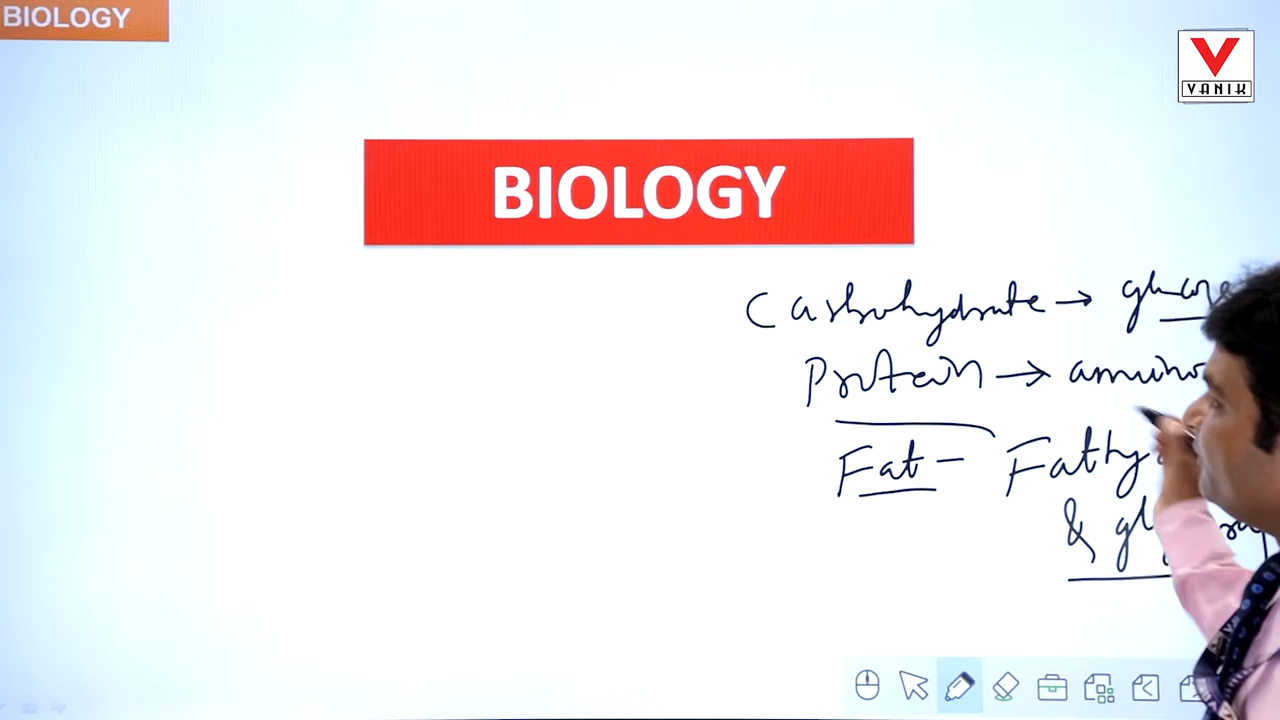 BIOLOGY
VANIK
BIOLOGY
Carbohydrate →
Protein → amino
Fat - Fatty
&